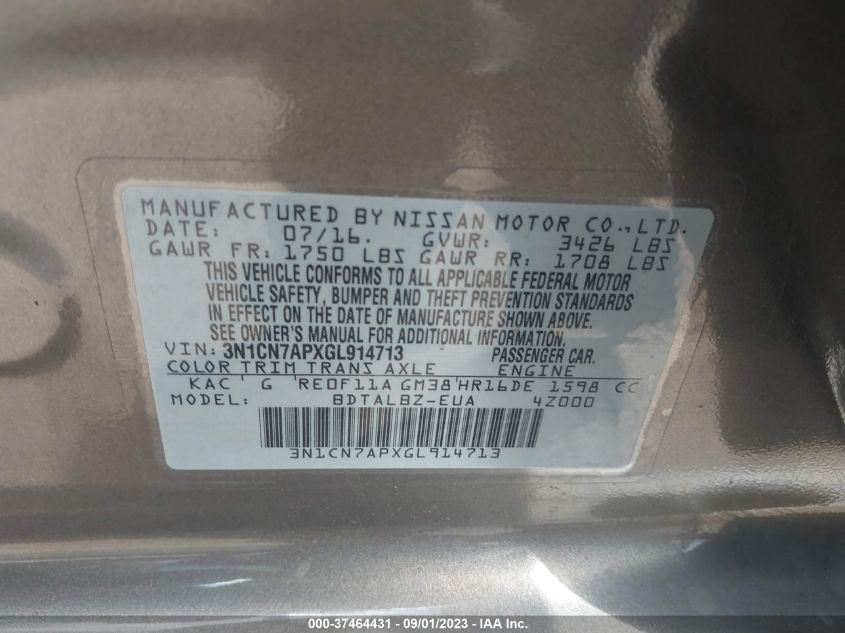 MANUFACTURED BY NISSAN MOTOR CO., LTD.
DATE: 07/16. GVWR: 3426 LBS
GAWR FR: 1750 LBS GAWR RR: 1708 LBS
THIS VEHICLE CONFORMS TO ALL APPLICABLE FEDERAL MOTOR
VEHICLE SAFETY, BUMPER AND THEFT PREVENTION STANDARDS
IN EFFECT ON THE DATE OF MANUFACTURE SHOWN ABOVE.
SEE OWNER'S MANUAL FOR ADDITIONAL INFORMATION.
VIN: 3N1CN7APXGL914713 PASSENGER CAR.
COLOR TRIM TRANS AXLE ENGINE
KAC G RE0F11A GM38 HR16DE 1598 CC
MODEL: BDTALBZ-EUA 4Z000
3N1CN7APXGL914713
000-37464431 - 09/01/2023 - IAA Inc.